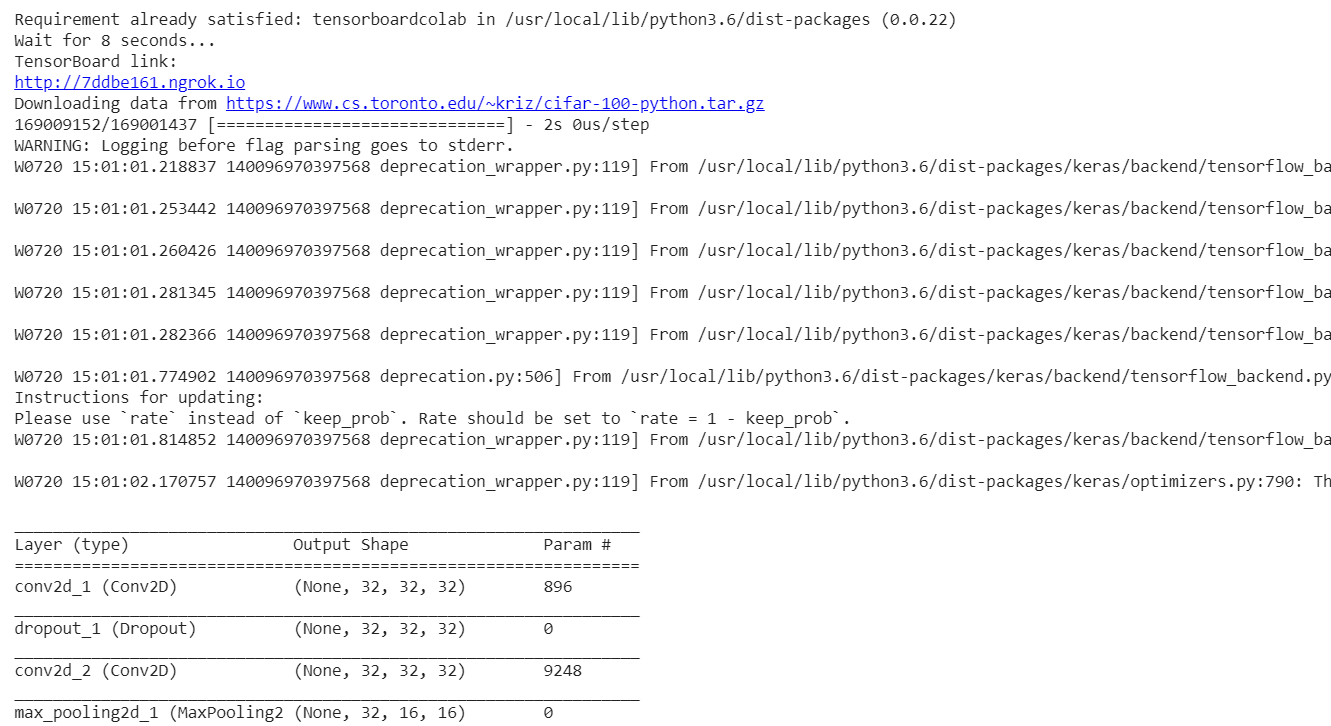 Requirement already satisfied: tensorboardcolab in /usr/local/lib/python3.6/dist-packages (0.0.22)
Wait for 8 seconds...
TensorBoard link:
http://7ddbe161.ngrok.io
Downloading data from https://www.cs.toronto.edu/~kriz/cifar-100-python.tar.gz
169009152/169001437 [==============================] - 2s 0us/step
WARNING: Logging before flag parsing goes to stderr.
W0720 15:01:01.218837 140096970397568 deprecation_wrapper.py:119] From /usr/local/lib/python3.6/dist-packages/keras/backend/tensorflow_ba
W0720 15:01:01.253442 140096970397568 deprecation_wrapper.py:119] From /usr/local/lib/python3.6/dist-packages/keras/backend/tensorflow_ba
W0720 15:01:01.260426 140096970397568 deprecation_wrapper.py:119] From /usr/local/lib/python3.6/dist-packages/keras/backend/tensorflow_ba
W0720 15:01:01.281345 140096970397568 deprecation_wrapper.py:119] From /usr/local/lib/python3.6/dist-packages/keras/backend/tensorflow_ba
W0720 15:01:01.282366 140096970397568 deprecation_wrapper.py:119] From /usr/local/lib/python3.6/dist-packages/keras/backend/tensorflow_ba
W0720 15:01:01.774902 140096970397568 deprecation.py:506] From /usr/local/lib/python3.6/dist-packages/keras/backend/tensorflow_backend.py
Instructions for updating:
Please use `rate` instead of `keep_prob`. Rate should be set to `rate = 1 - keep_prob`.
W0720 15:01:01.814852 140096970397568 deprecation_wrapper.py:119] From /usr/local/lib/python3.6/dist-packages/keras/backend/tensorflow_ba
W0720 15:01:02.170757 140096970397568 deprecation_wrapper.py:119] From /usr/local/lib/python3.6/dist-packages/keras/optimizers.py:790: Th
_________________________________________________________________
Layer (type)                 Output Shape              Param #
=================================================================
conv2d_1 (Conv2D)            (None, 32, 32, 32)        896
_________________________________________________________________
dropout_1 (Dropout)          (None, 32, 32, 32)        0
_________________________________________________________________
conv2d_2 (Conv2D)            (None, 32, 32, 32)        9248
_________________________________________________________________
max_pooling2d_1 (MaxPooling2 (None, 32, 16, 16)        0